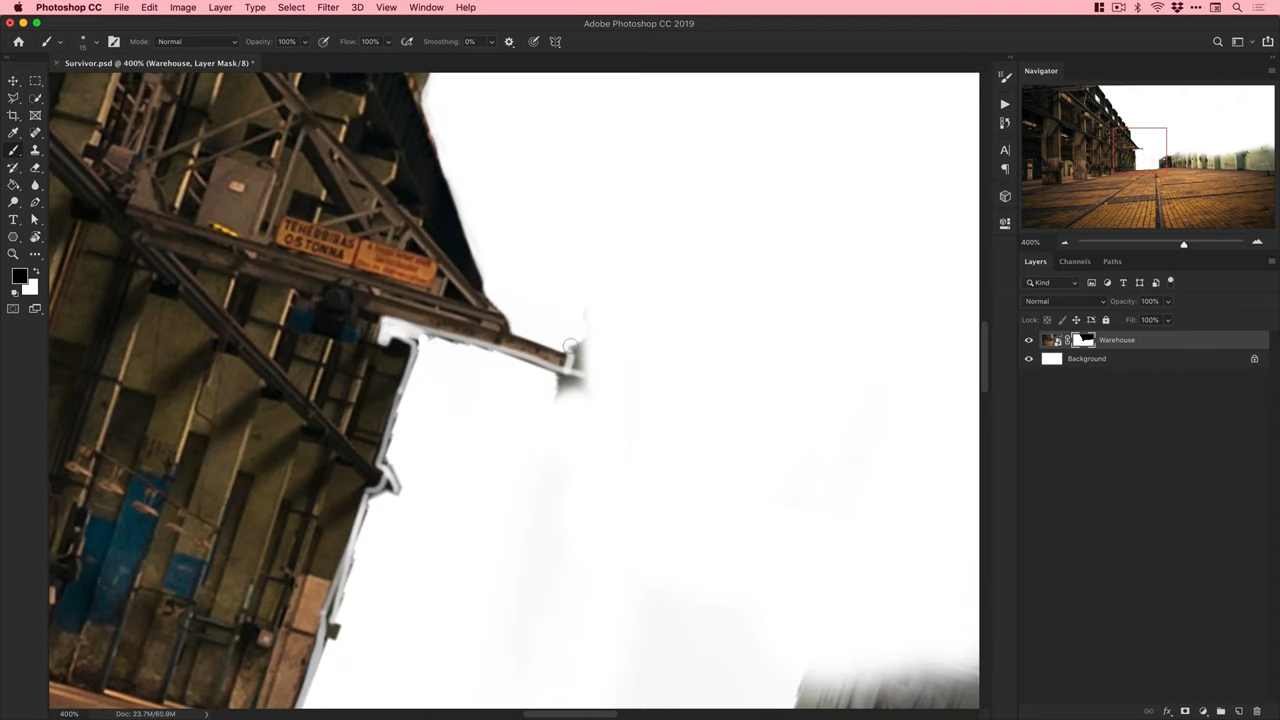 Photoshop CC File Edit Image Layer Type Select Filter 3D View Window Help
Adobe Photoshop CC 2019
15 Mode: Normal Opacity: 100% Flow: 100% Smoothing: 0%
Survivor.psd @ 400% (Warehouse, Layer Mask/8) *
Navigator
400%
Layers Channels Paths
Kind
Normal Opacity: 100%
Lock: Fill: 100%
Warehouse
Background
OSTONNA
400% Doc: 23.7M/60.9M